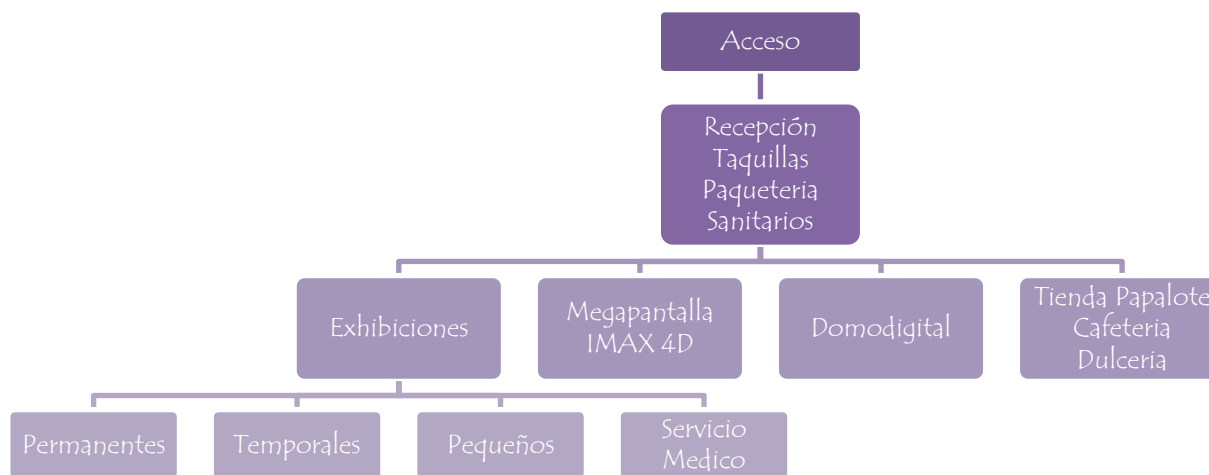 Acceso
Recepción
Taquillas
Paqueteria
Sanitarios
Exhibiciones
Megapantalla
IMAX 4D
Domodigital
Tienda Papalote
Cafeteria
Dulceria
Permanentes
Temporales
Pequeños
Servicio
Medico